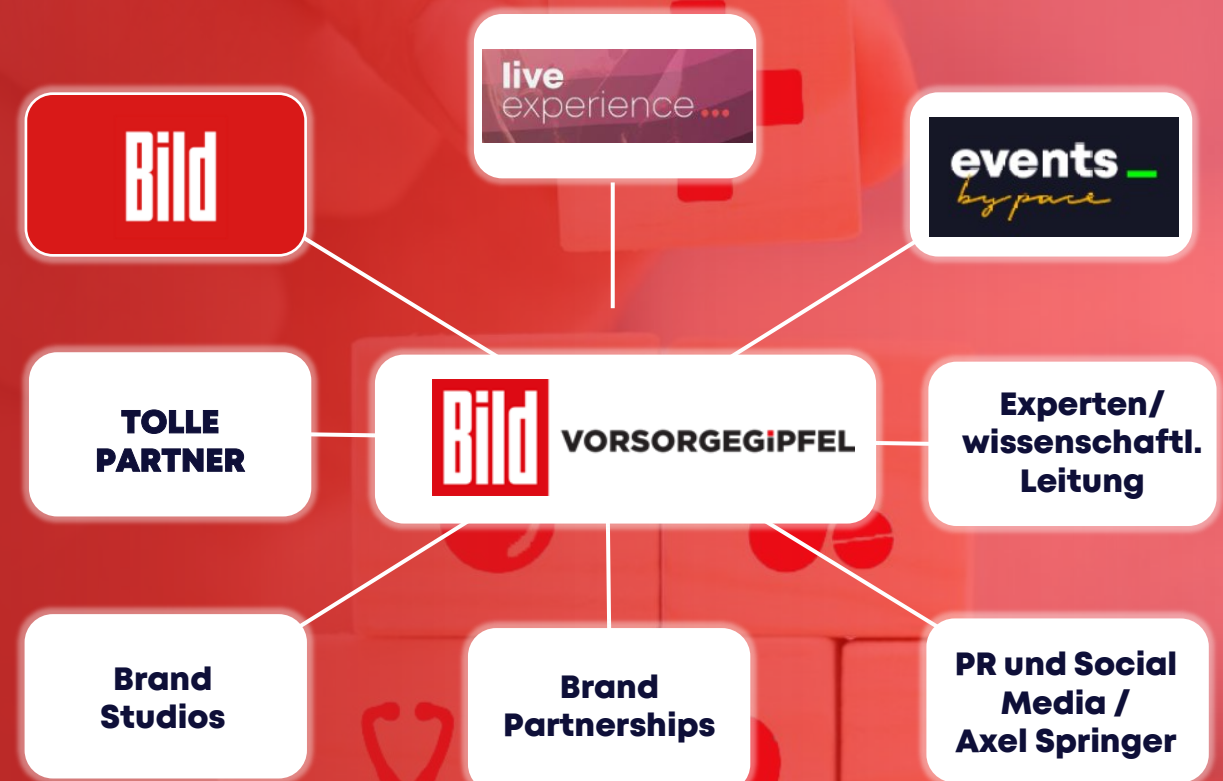 live
experience...
Bild
events_
by pace
TOLLE
PARTNER
Bild
VORSORGEGiPFEL
Experten/
wissenschaftl.
Leitung
Brand
Studios
Brand
Partnerships
PR und Social
Media /
Axel Springer